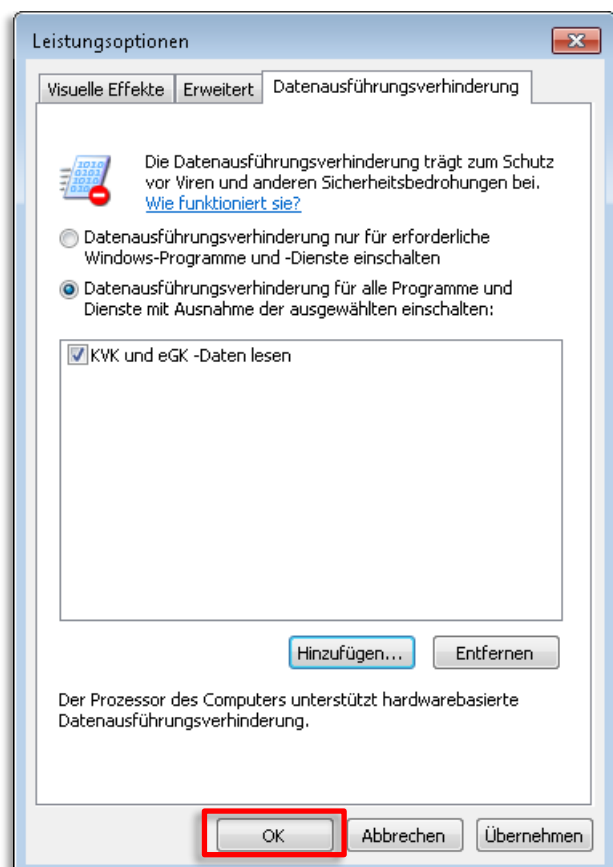 Leistungsoptionen
Visuelle Effekte
Erweitert
Datenausführungsverhinderung
Die Datenausführungsverhinderung trägt zum Schutz
vor Viren und anderen Sicherheitsbedrohungen bei.
Wie funktioniert sie?
Datenausführungsverhinderung nur für erforderliche
Windows-Programme und -Dienste einschalten
Datenausführungsverhinderung für alle Programme und
Dienste mit Ausnahme der ausgewählten einschalten:
KVK und eGK -Daten lesen
Hinzufügen...
Entfernen
Der Prozessor des Computers unterstützt hardwarebasierte
Datenausführungsverhinderung.
OK
Abbrechen
Übernehmen